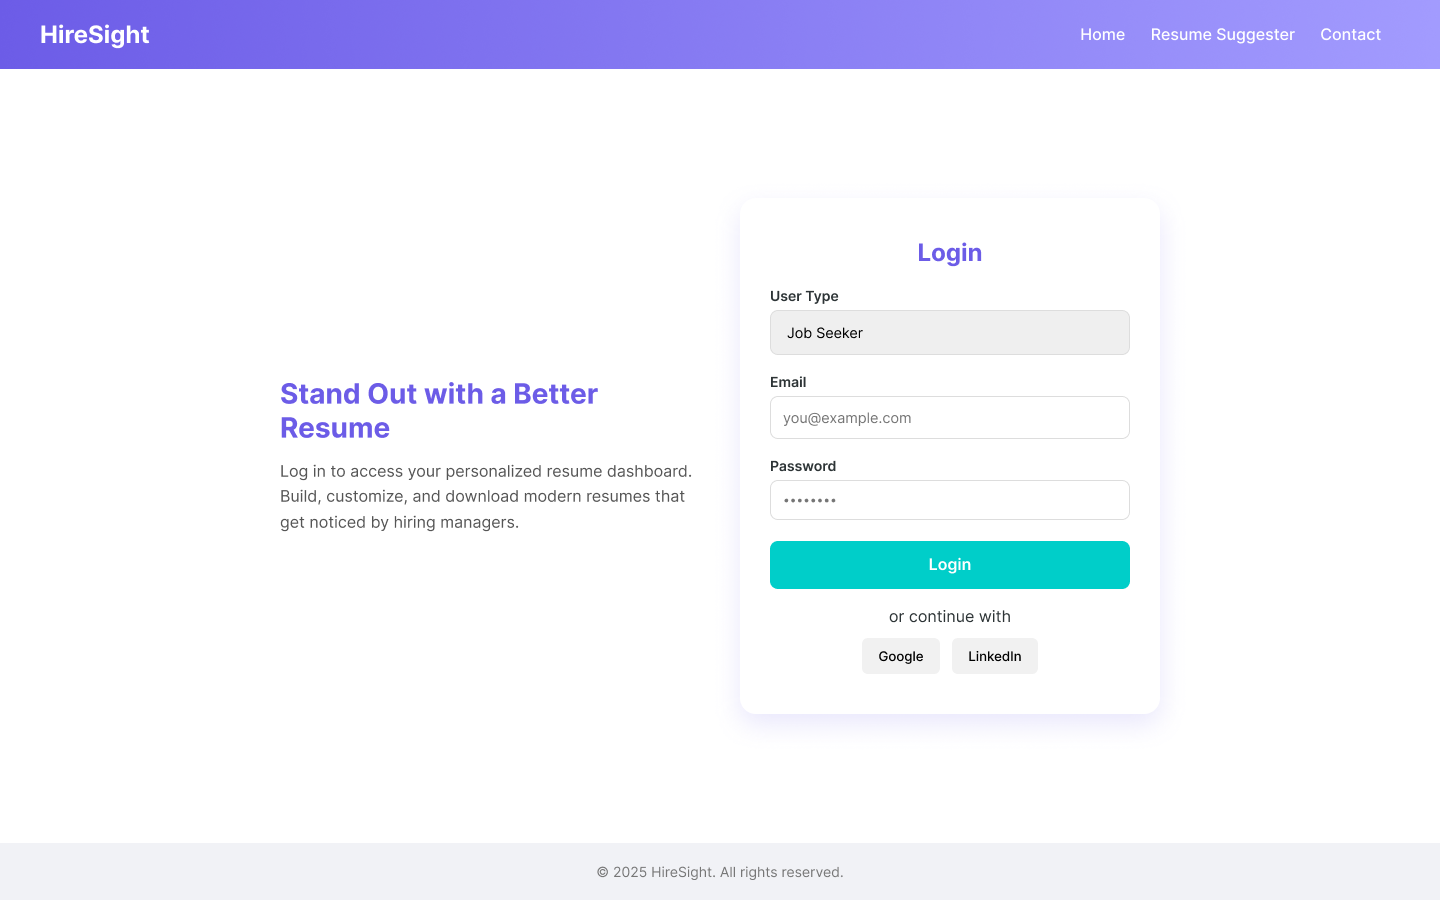 HireSight
Home
Resume Suggester
Contact
Stand Out with a Better
Resume
Log in to access your personalized resume dashboard.
Build, customize, and download modern resumes that
get noticed by hiring managers.
Login
User Type
Job Seeker
Email
you@example.com
Password
••••••••
Login
or continue with
Google
LinkedIn
© 2025 HireSight. All rights reserved.